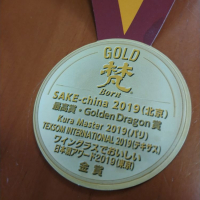 GOLD
梵
Born
SAKE-china 2019(北京)
最高賞・Golden Dragon 賞
Kura Master 2019(パリ)
TEXSOM INTERNATIONAL 2019(テキサス)
ワイングラスでおいしい
日本酒アワード2019(東京)
金賞